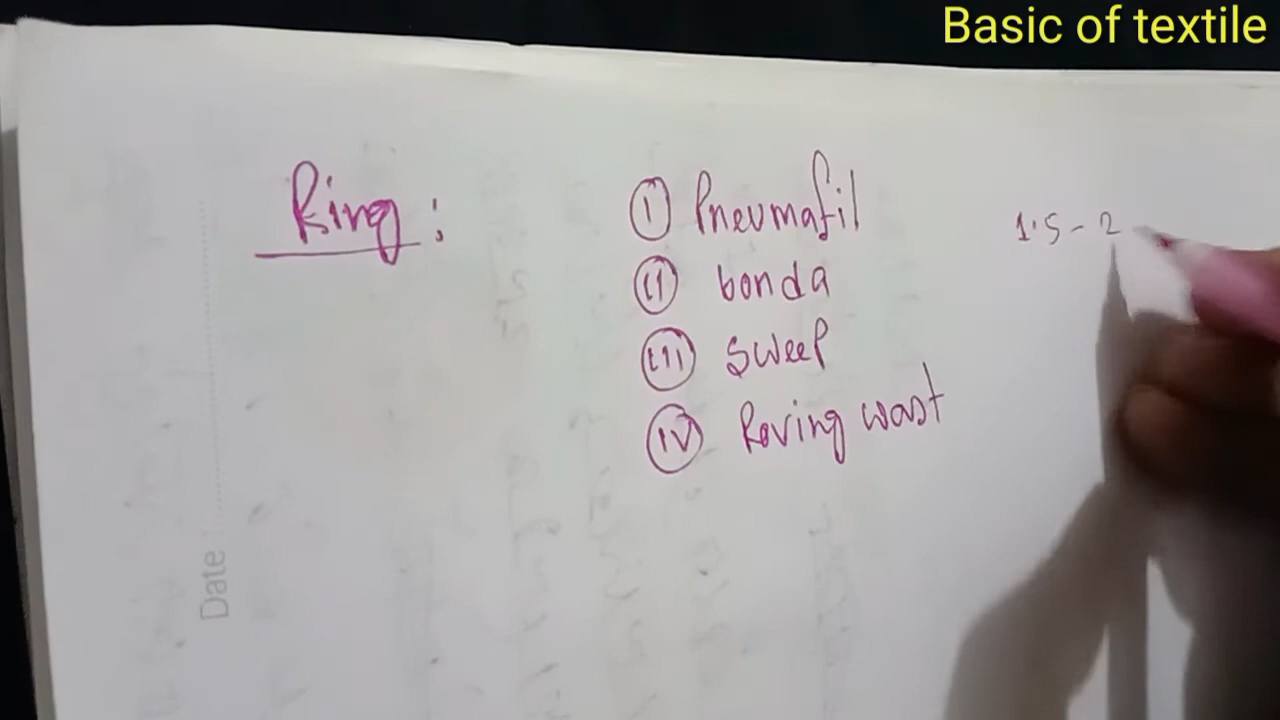 Basic of textile
Ring:
(i) Pneumafil 1.5 - 2
(ii) bonda
(iii) sweep
(iv) Roving wast
Date: